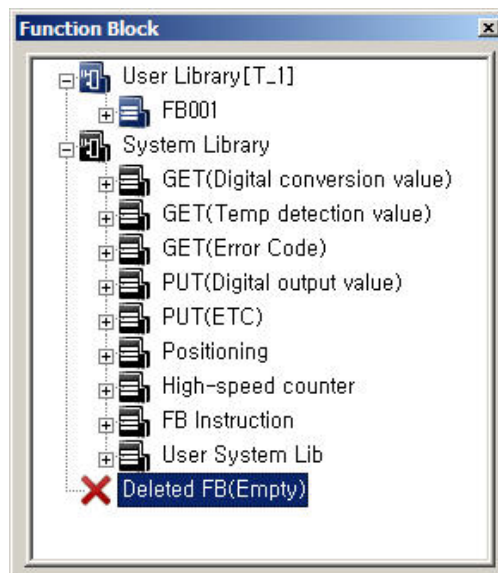 Function Block
User Library[T_1]
FB001
System Library
GET(Digital conversion value)
GET(Temp detection value)
GET(Error Code)
PUT(Digital output value)
PUT(ETC)
Positioning
High-speed counter
FB Instruction
User System Lib
Deleted FB(Empty)